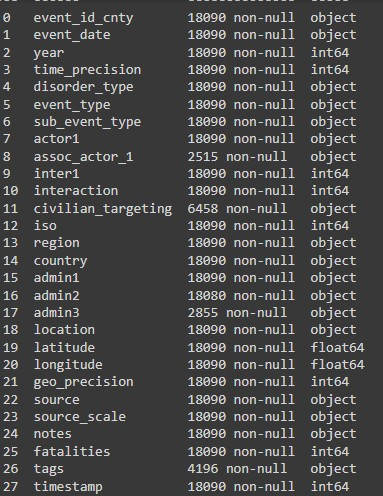 0 event_id_cnty 18090 non-null object
1 event_date 18090 non-null object
2 year 18090 non-null int64
3 time_precision 18090 non-null int64
4 disorder_type 18090 non-null object
5 event_type 18090 non-null object
6 sub_event_type 18090 non-null object
7 actor1 18090 non-null object
8 assoc_actor_1 2515 non-null object
9 inter1 18090 non-null int64
10 interaction 18090 non-null int64
11 civilian_targeting 6458 non-null object
12 iso 18090 non-null int64
13 region 18090 non-null object
14 country 18090 non-null object
15 admin1 18090 non-null object
16 admin2 18080 non-null object
17 admin3 2855 non-null object
18 location 18090 non-null object
19 latitude 18090 non-null float64
20 longitude 18090 non-null float64
21 geo_precision 18090 non-null int64
22 source 18090 non-null object
23 source_scale 18090 non-null object
24 notes 18090 non-null object
25 fatalities 18090 non-null int64
26 tags 4196 non-null object
27 timestamp 18090 non-null int64